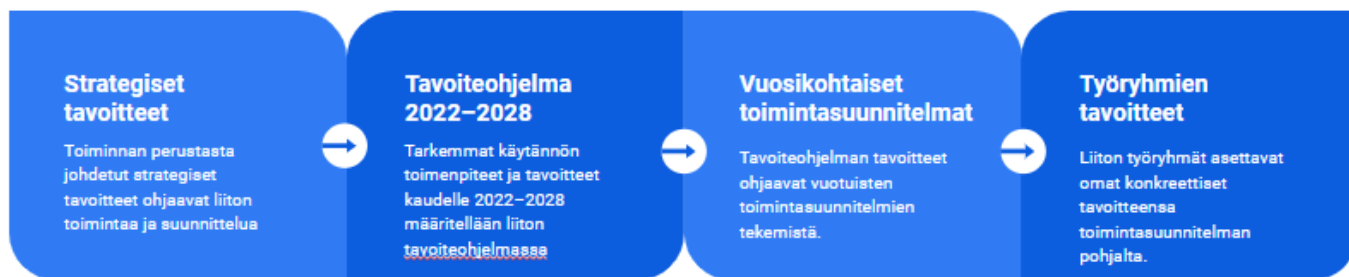 Strategiset
tavoitteet
Toiminnan perustasta
johdetut strategiset
tavoitteet ohjaavat liiton
toimintaa ja suunnittelua
Tavoiteohjelma
2022–2028
Tarkemmat käytännön
toimenpiteet ja tavoitteet
kaudelle 2022–2028
määritellään liiton
tavoiteohjelmassa
Vuosikohtaiset
toimintasuunnitelmat
Tavoiteohjelman tavoitteet
ohjaavat vuotuisten
toimintasuunnitelmien
tekemistä.
Työryhmien
tavoitteet
Liiton työryhmät asettavat
omat konkreettiset
tavoitteensa
toimintasuunnitelman
pohjalta.